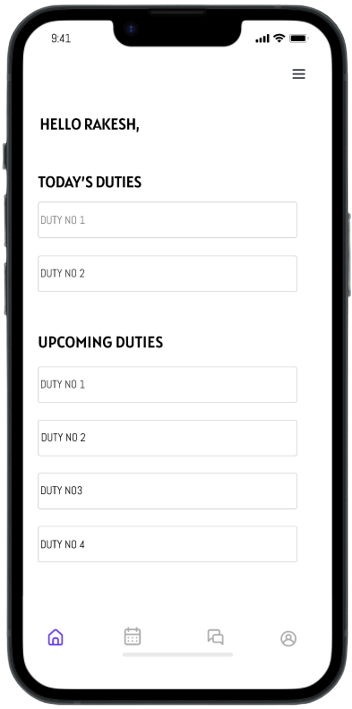 9:41
HELLO RAKESH,
TODAY'S DUTIES
DUTY NO 1
DUTY NO 2
UPCOMING DUTIES
DUTY NO 1
DUTY NO 2
DUTY NO3
DUTY NO 4